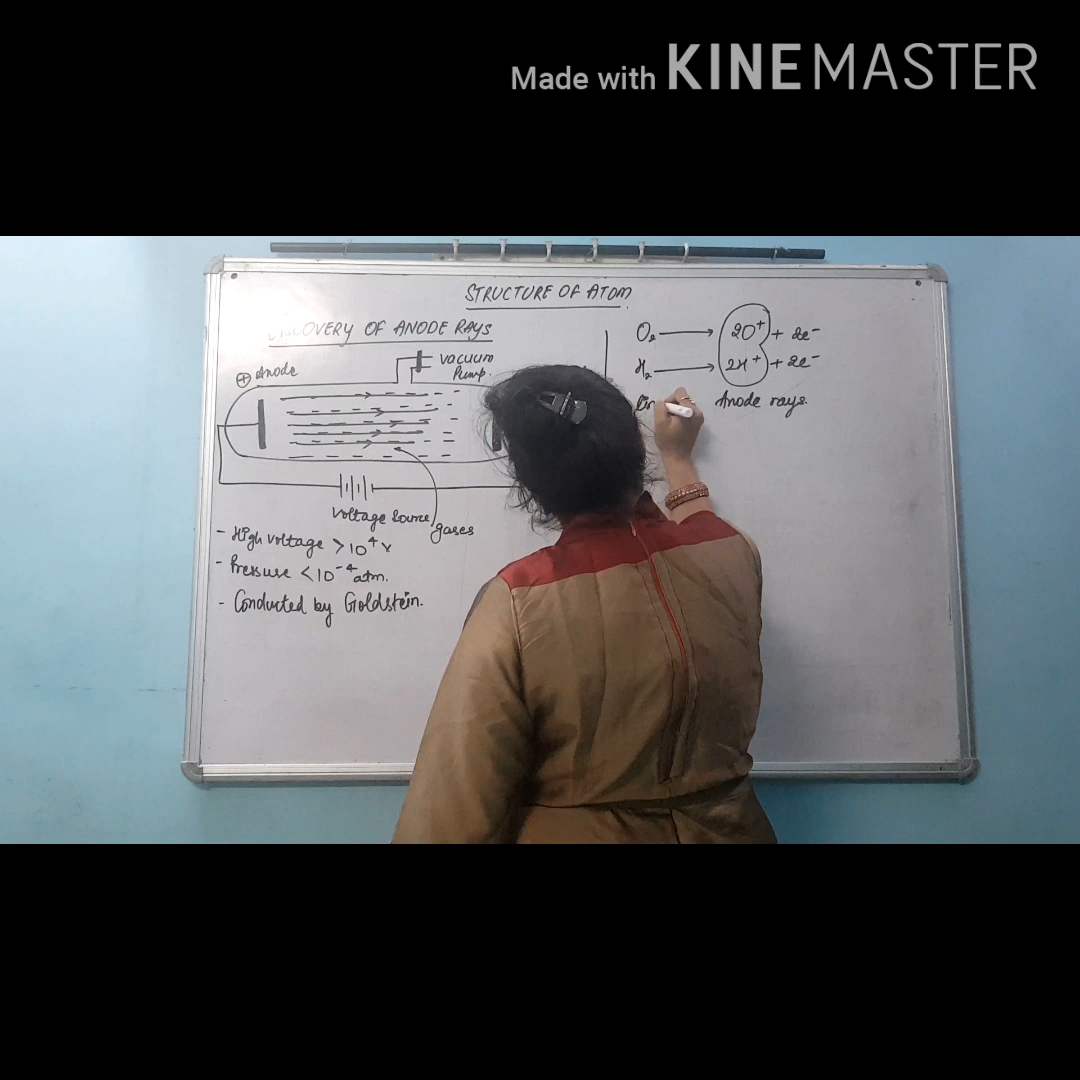 Made with KINEMASTER
STRUCTURE OF ATOM
DISCOVERY OF ANODE RAYS
⊕ Anode
vacuum
Pump.
Voltage Source
gases
- High voltage > 10⁴ v
- Pressure < 10⁻⁴ atm.
- Conducted by Goldstein.
O₂ ⟶ 2O⁺ + 2e⁻
H₂ ⟶ 2H⁺ + 2e⁻
Anode rays.